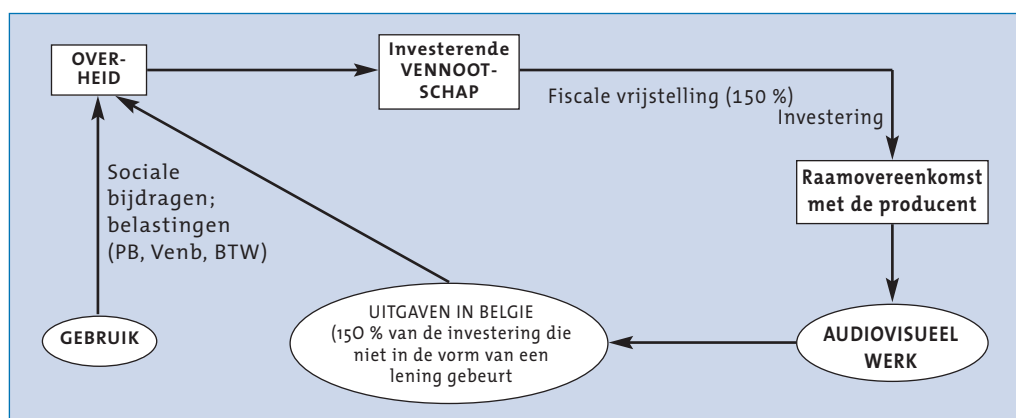 OVER-
HEID
Investerende
VENNOOT-
SCHAP
Fiscale vrijstelling (150 %)
Investering
Raamovereenkomst
met de producent
Sociale
bijdragen;
belastingen
(PB, Venb, BTW)
GEBRUIK
UITGAVEN IN BELGIE
(150 % van de investering die
niet in de vorm van een
lening gebeurt
AUDIOVISUEEL
WERK